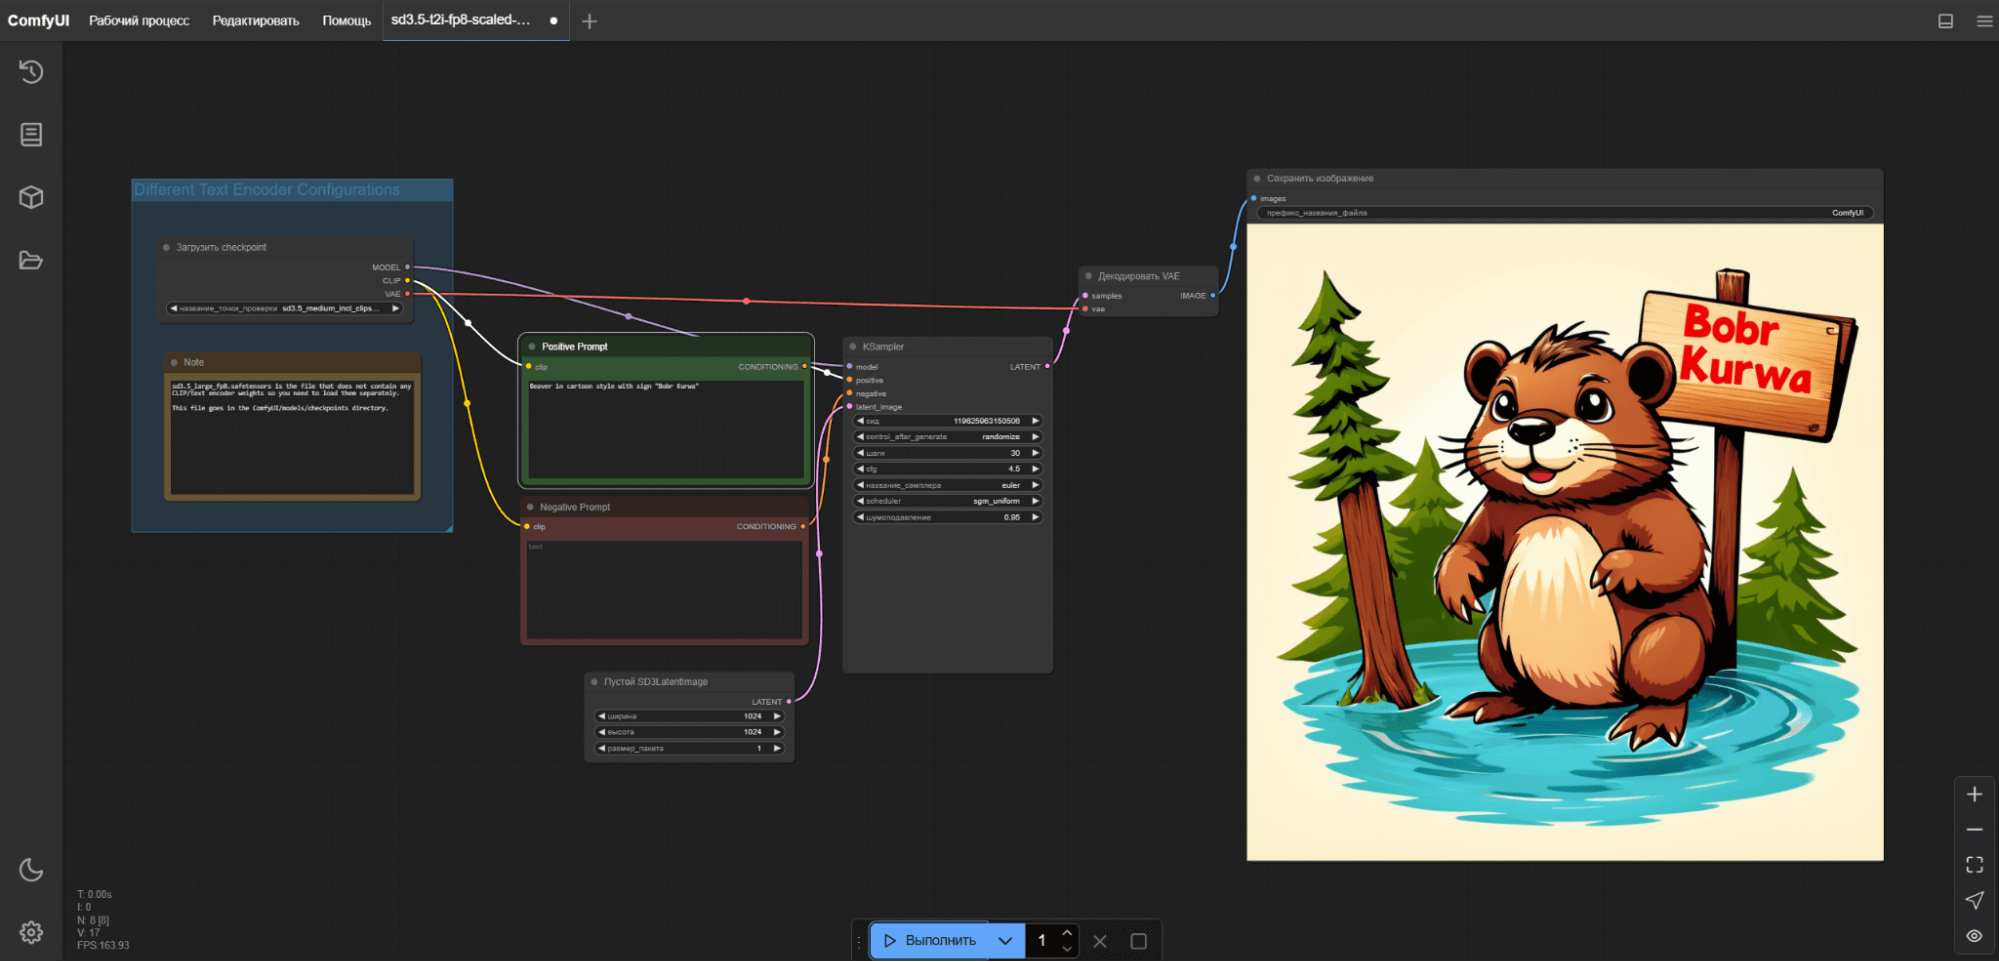 ComfyUI
Рабочий процесс
Редактировать
Помощь
sd3.5-t2i-fp8-scaled-...
Different Text Encoder Configurations
Загрузить checkpoint
MODEL
CLIP
VAE
название_точки_проверки sd3.5_medium_incl_clips...
Note
sd3.5_large_fp8.safetensors is the file that does not contain any
CLIP/text encoder weights so you need to load them separately.
This file goes in the ComfyUI/models/checkpoints directory.
Positive Prompt
clip CONDITIONING
Beaver in cartoon style with sign "Bobr Kurwa"
Negative Prompt
clip CONDITIONING
text
Пустой SD3LatentImage
LATENT
ширина 1024
высота 1024
размер_пакета 1
KSampler
model LATENT
positive
negative
latent_image
сид 119625963150506
control_after_generate randomize
шаги 30
cfg 4.5
название_сэмплера euler
scheduler sgm_uniform
шумоподавление 0.95
Декодировать VAE
samples IMAGE
vae
Сохранить изображение
images
префикс_названия_файла ComfyUI
Bobr
Kurwa
T: 0.00s
I: 0
N: 8 [8]
V: 17
FPS:163.93
Выполнить
1